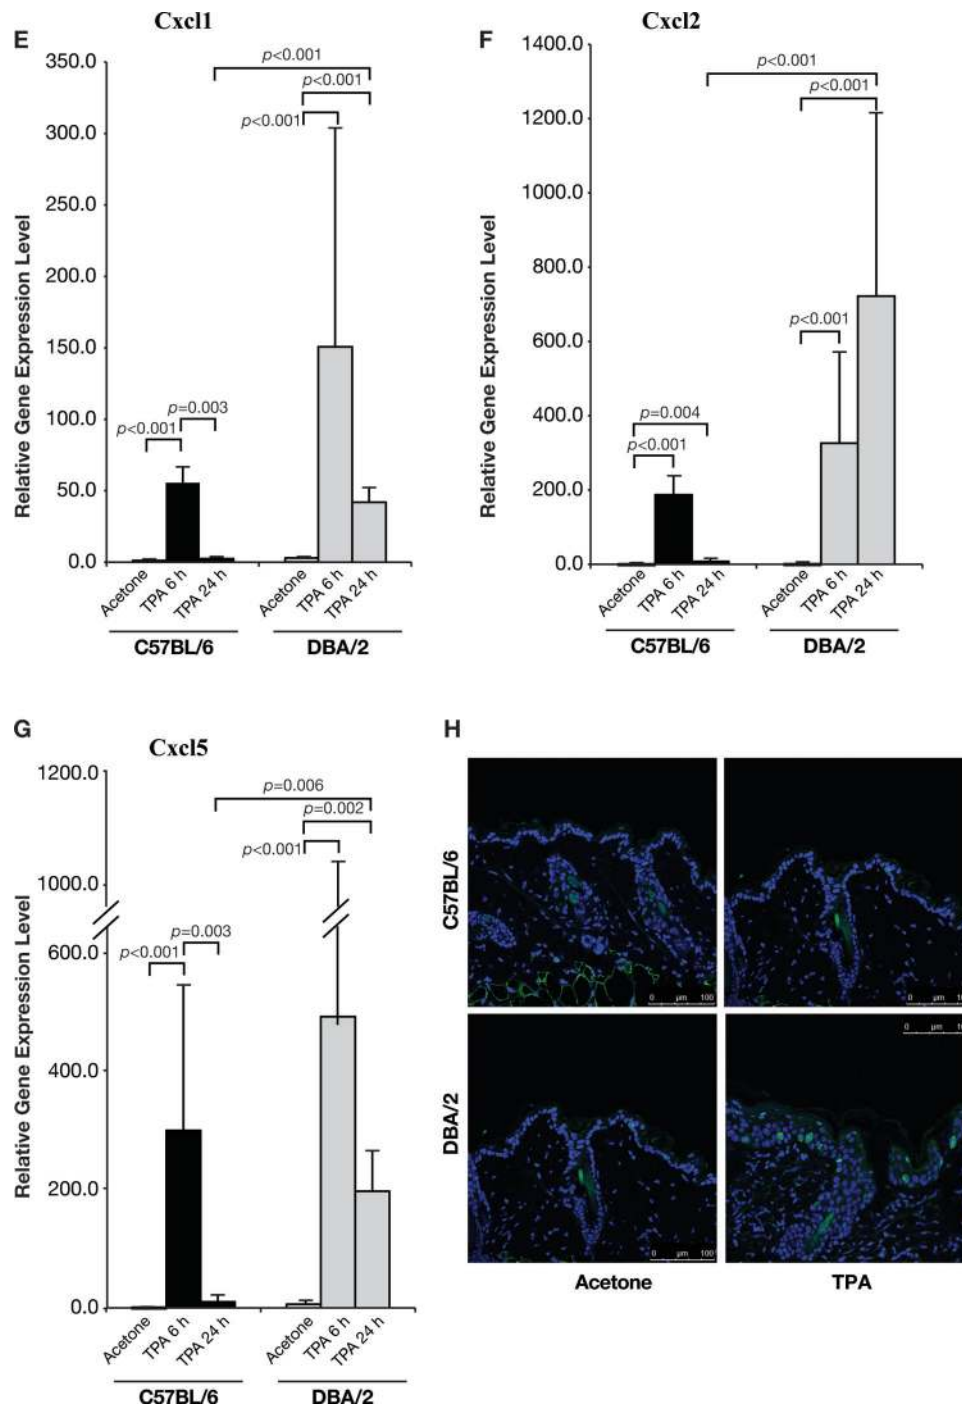 E
Cxcl1
350.0
300.0
250.0
200.0
150.0
100.0
50.0
0.0
Relative Gene Expression Level
p<0.001
p<0.001
p<0.001
p=0.003
p<0.001
Acetone
TPA 6 h
TPA 24 h
Acetone
TPA 6 h
TPA 24 h
C57BL/6
DBA/2
F
Cxcl2
1400.0
1200.0
1000.0
800.0
600.0
400.0
200.0
0.0
Relative Gene Expression Level
p<0.001
p<0.001
p<0.001
p=0.004
p<0.001
Acetone
TPA 6 h
TPA 24 h
Acetone
TPA 6 h
TPA 24 h
C57BL/6
DBA/2
G
Cxcl5
1200.0
1000.0
600.0
400.0
200.0
0.0
Relative Gene Expression Level
p=0.006
p=0.002
p<0.001
p=0.003
p<0.001
Acetone
TPA 6 h
TPA 24 h
Acetone
TPA 6 h
TPA 24 h
C57BL/6
DBA/2
H
C57BL/6
DBA/2
0 µm 100
0 µm 10
0 µm 100
0 µm 10
Acetone
TPA